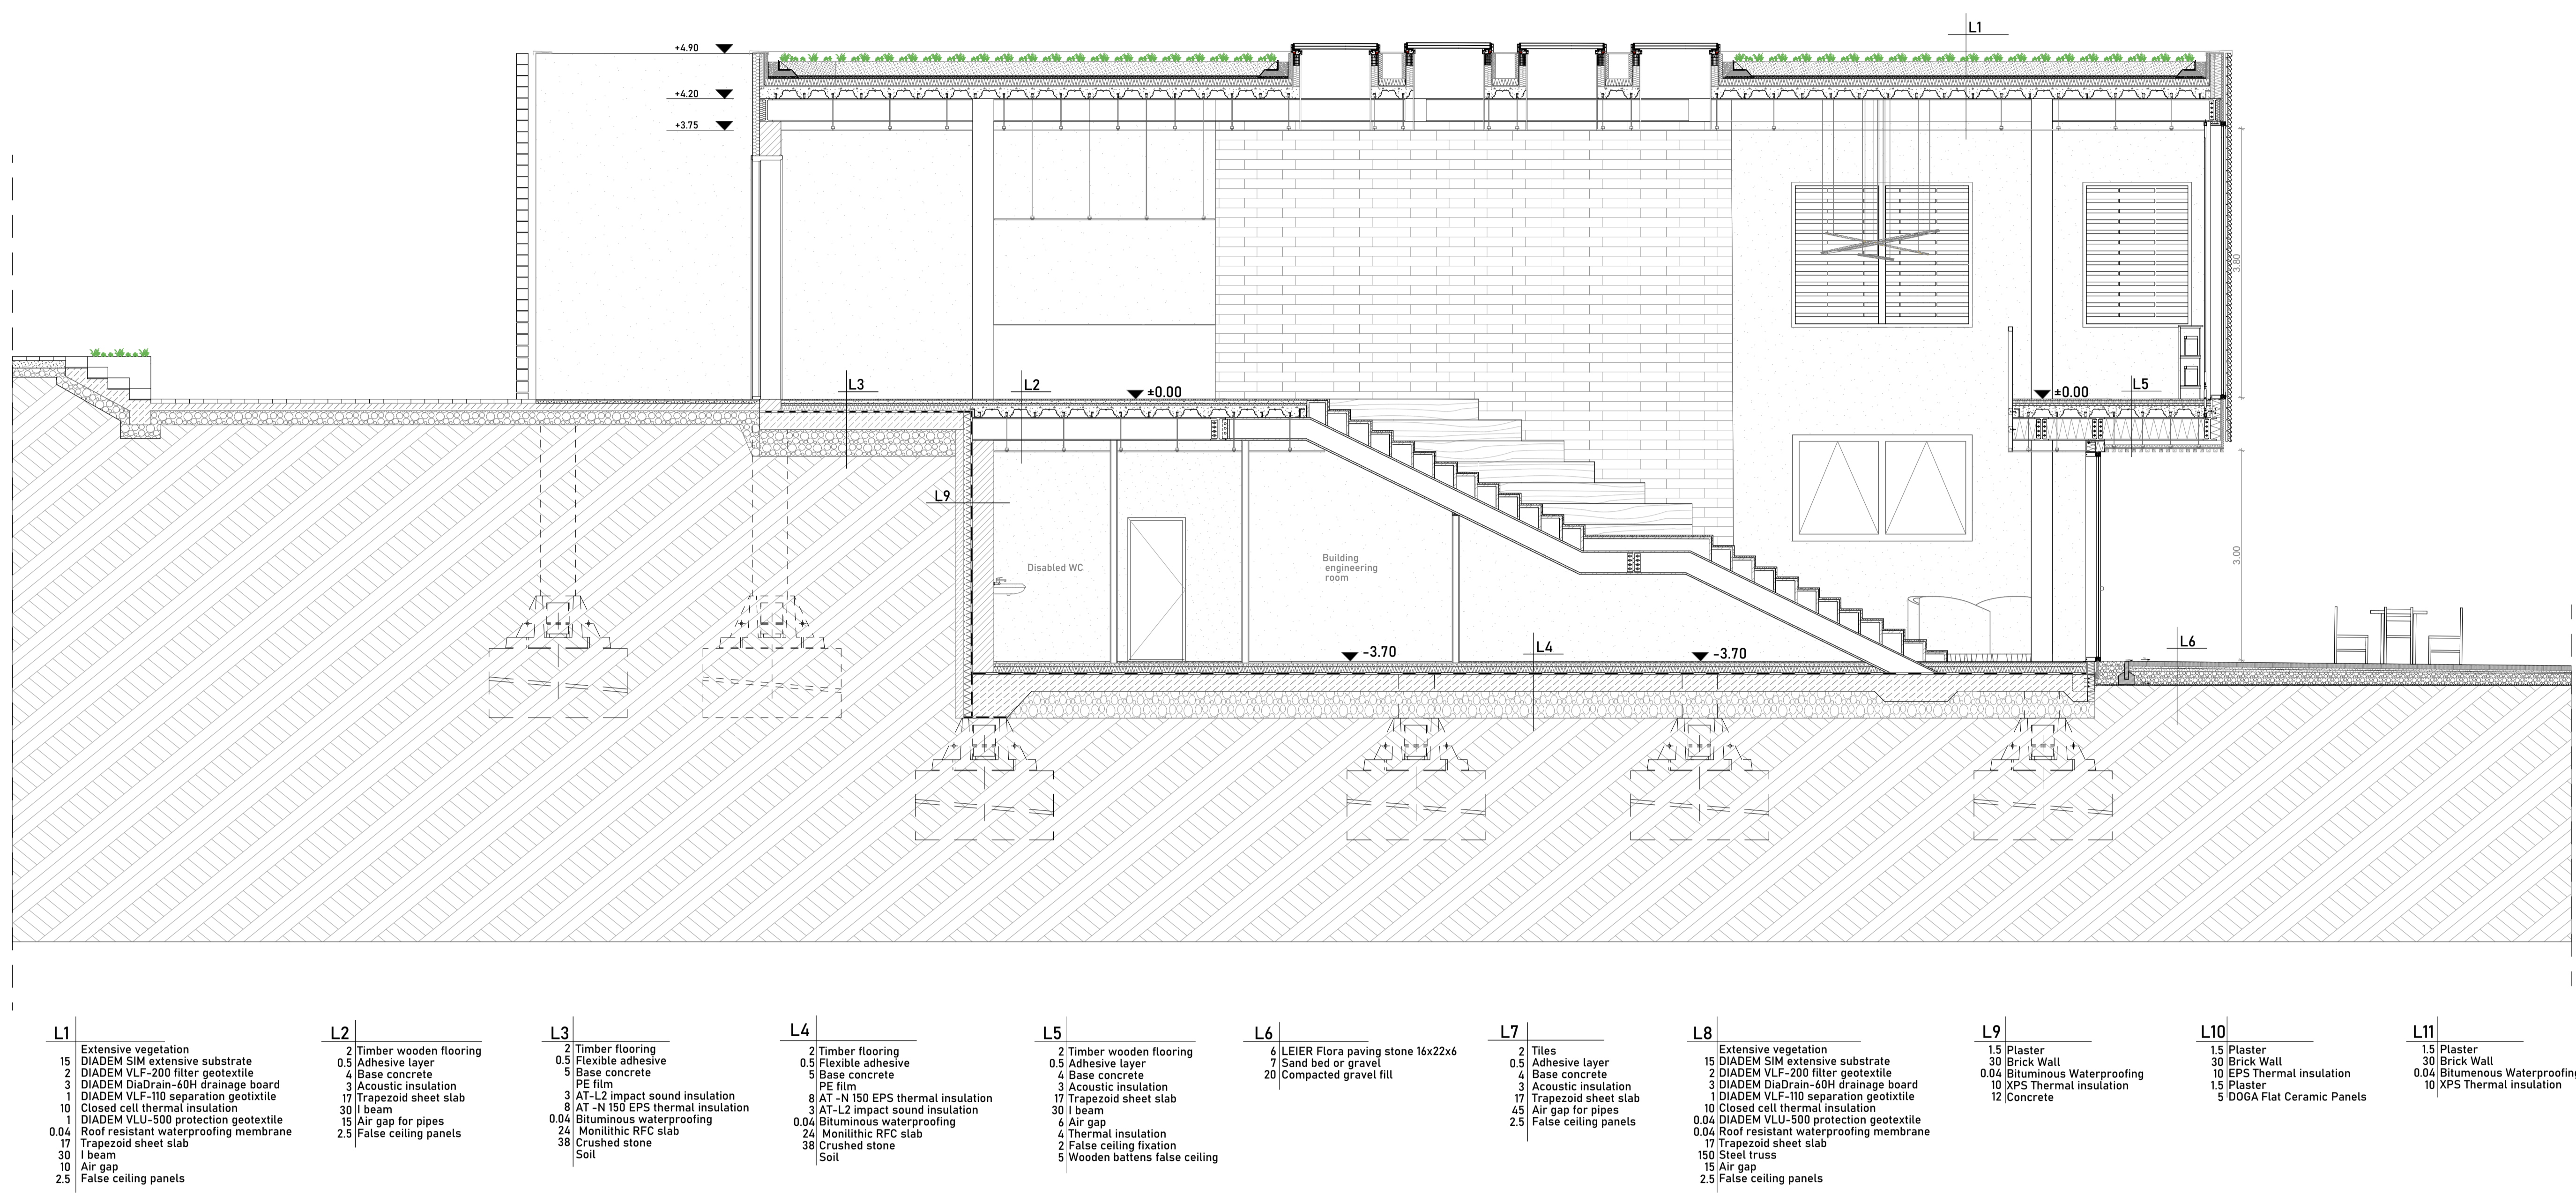 L1
+4.90
+4.20
+3.75
3.80
L3
L2
±0.00
±0.00
L5
L9
Disabled WC
Building
engineering
room
3.00
-3.70
L4
-3.70
L6
L1
Extensive vegetation
15 DIADEM SIM extensive substrate
2 DIADEM VLF-200 filter geotextile
3 DIADEM DiaDrain-60H drainage board
1 DIADEM VLF-110 separation geotixtile
10 Closed cell thermal insulation
1 DIADEM VLU-500 protection geotextile
0.04 Roof resistant waterproofing membrane
17 Trapezoid sheet slab
30 I beam
10 Air gap
2.5 False ceiling panels
L2
2 Timber wooden flooring
0.5 Adhesive layer
4 Base concrete
3 Acoustic insulation
17 Trapezoid sheet slab
30 I beam
15 Air gap for pipes
2.5 False ceiling panels
L3
2 Timber flooring
0.5 Flexible adhesive
5 Base concrete
PE film
3 AT-L2 impact sound insulation
8 AT -N 150 EPS thermal insulation
0.04 Bituminous waterproofing
24 Monilithic RFC slab
38 Crushed stone
Soil
L4
2 Timber flooring
0.5 Flexible adhesive
5 Base concrete
PE film
8 AT -N 150 EPS thermal insulation
3 AT-L2 impact sound insulation
0.04 Bituminous waterproofing
24 Monilithic RFC slab
38 Crushed stone
Soil
L5
2 Timber wooden flooring
0.5 Adhesive layer
4 Base concrete
3 Acoustic insulation
17 Trapezoid sheet slab
30 I beam
6 Air gap
4 Thermal insulation
2 False ceiling fixation
5 Wooden battens false ceiling
L6
6 LEIER Flora paving stone 16x22x6
7 Sand bed or gravel
20 Compacted gravel fill
L7
2 Tiles
0.5 Adhesive layer
4 Base concrete
3 Acoustic insulation
17 Trapezoid sheet slab
45 Air gap for pipes
2.5 False ceiling panels
L8
Extensive vegetation
15 DIADEM SIM extensive substrate
2 DIADEM VLF-200 filter geotextile
3 DIADEM DiaDrain-60H drainage board
1 DIADEM VLF-110 separation geotixtile
10 Closed cell thermal insulation
0.04 DIADEM VLU-500 protection geotextile
0.04 Roof resistant waterproofing membrane
17 Trapezoid sheet slab
150 Steel truss
15 Air gap
2.5 False ceiling panels
L9
1.5 Plaster
30 Brick Wall
0.04 Bituminous Waterproofing
10 XPS Thermal insulation
12 Concrete
L10
1.5 Plaster
30 Brick Wall
10 EPS Thermal insulation
1.5 Plaster
5 DOGA Flat Ceramic Panels
L11
1.5 Plaster
30 Brick Wall
0.04 Bitumenous Waterproofing
10 XPS Thermal insulation